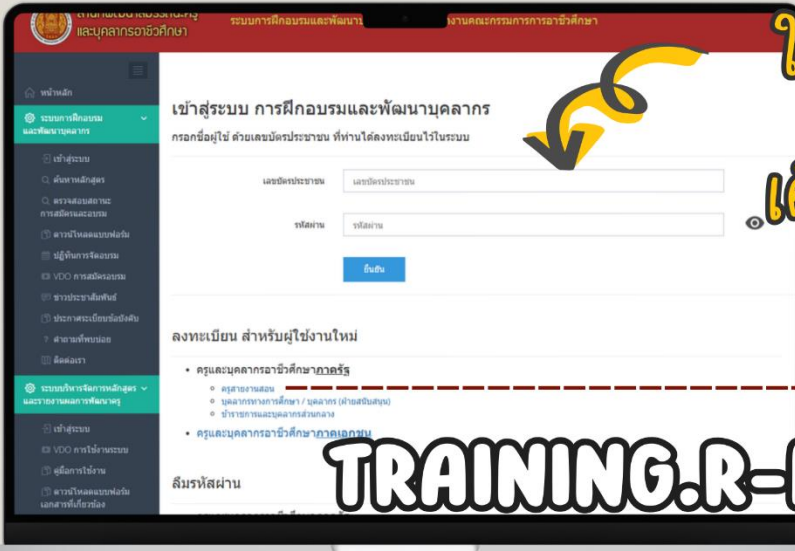 และบุคลากรอาชีวศึกษา
ระบบการฝึกอบรมและพัฒนา
งานคณะกรรมการการอาชีวศึกษา
หน้าหลัก
ระบบการฝึกอบรม
และพัฒนาบุคลากร
เข้าสู่ระบบ
ค้นหาหลักสูตร
ตรวจสอบสถานะ
การสมัครและอบรม
ดาวน์โหลดแบบฟอร์ม
ปฏิทินการจัดอบรม
VDO การสมัครอบรม
ข่าวประชาสัมพันธ์
ประกาศระเบียบข้อบังคับ
? คำถามที่พบบ่อย
ติดต่อเรา
ระบบบริหารจัดการหลักสูตร
และรายงานผลการพัฒนาครู
เข้าสู่ระบบ
VDO การใช้งานระบบ
คู่มือการใช้งาน
ดาวน์โหลดแบบฟอร์ม
เอกสารที่เกี่ยวข้อง
เข้าสู่ระบบ การฝึกอบรมและพัฒนาบุคลากร
กรอกชื่อผู้ใช้ ด้วยเลขบัตรประชาชน ที่ท่านได้ลงทะเบียนไว้ในระบบ
เลขบัตรประชาชน เลขบัตรประชาชน
รหัสผ่าน รหัสผ่าน
ยืนยัน
ลงทะเบียน สำหรับผู้ใช้งานใหม่
• ครูและบุคลากรอาชีวศึกษาภาครัฐ
ครูสายงานสอน
บุคลากรทางการศึกษา / บุคลากร (ฝ่ายสนับสนุน)
ข้าราชการและบุคลากรส่วนกลาง
• ครูและบุคลากรอาชีวศึกษาภาคเอกชน
ลืมรหัสผ่าน
TRAINING.R-